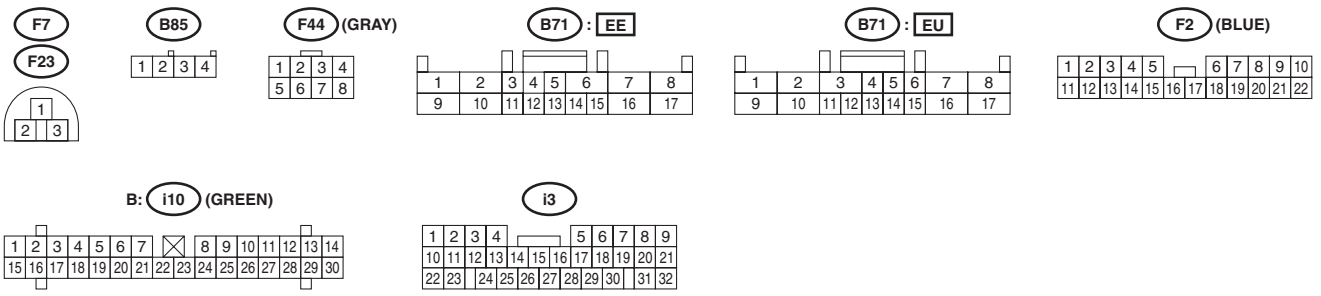 F7
F23
1
2 3
B85
1 2 3 4
F44 (GRAY)
1 2 3 4
5 6 7 8
B71 : EE
1 2 3 4 5 6 7 8
9 10 11 12 13 14 15 16 17
B71 : EU
1 2 3 4 5 6 7 8
9 10 11 12 13 14 15 16 17
F2 (BLUE)
1 2 3 4 5 6 7 8 9 10
11 12 13 14 15 16 17 18 19 20 21 22
B: i10 (GREEN)
1 2 3 4 5 6 7 8 9 10 11 12 13 14
15 16 17 18 19 20 21 22 23 24 25 26 27 28 29 30
i3
1 2 3 4 5 6 7 8 9
10 11 12 13 14 15 16 17 18 19 20 21
22 23 24 25 26 27 28 29 30 31 32